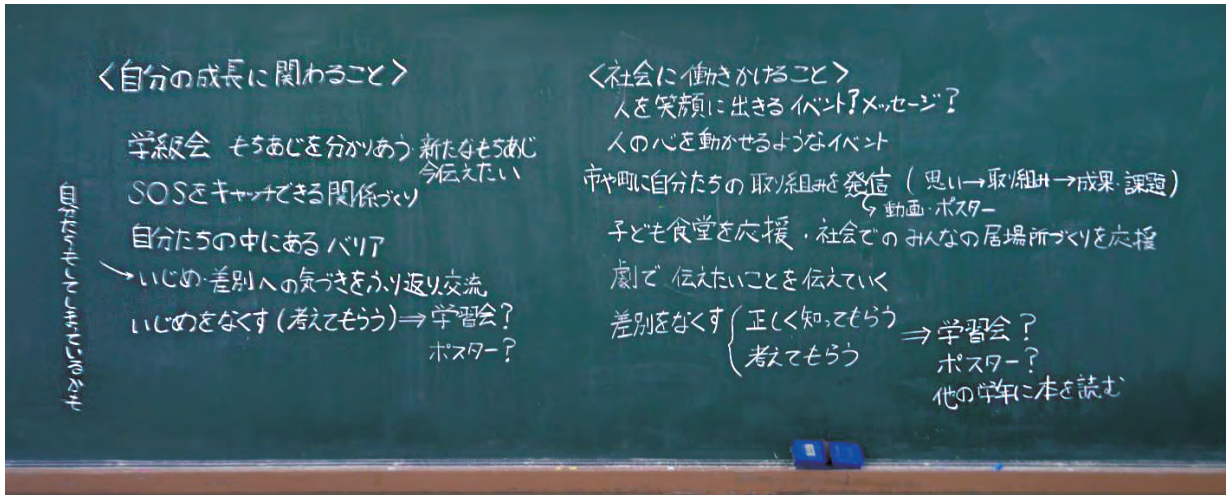 〈自分の成長に関わること〉
学級会 もちあじを分かりあう・新たなもちあじ
今伝えたい
SOSをキャッチできる関係づくり
自分たちの中にあるバリア
→いじめ・差別への気づきをふり返り、交流
いじめをなくす(考えてもらう)⇒学習会?
ポスター?
自分たちもしてしまっているかも
〈社会に働きかけること〉
人を笑顔に出きるイベント?メッセージ?
人の心を動かせるようなイベント
市や町に自分たちの取り組みを発信(思い→取り組み→成果・課題)
↳動画・ポスター
子ども食堂を応援・社会でのみんなの居場所づくりを応援
劇で伝えたいことを伝えていく
差別をなくす{正しく知ってもらう
考えてもらう
⇒学習会?
ポスター?
他の学年に本を読む